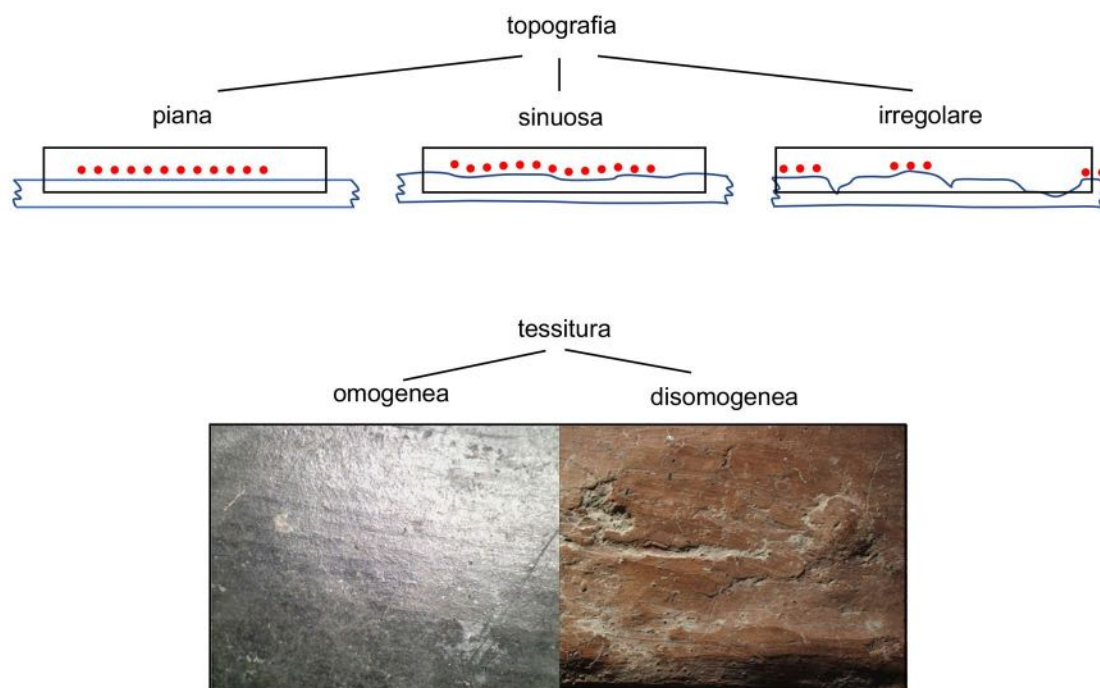 topografia
piana
sinuosa
irregolare
tessitura
omogenea
disomogenea